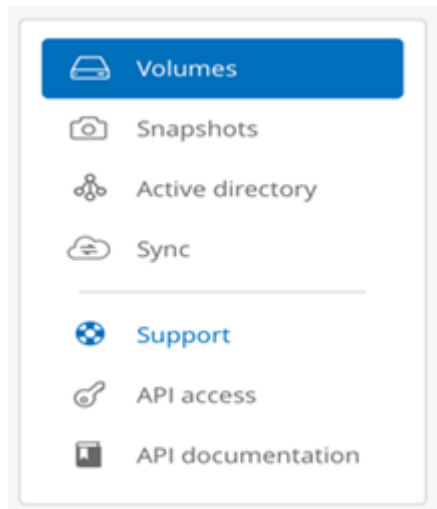 Volumes
Snapshots
Active directory
Sync
Support
API access
API documentation